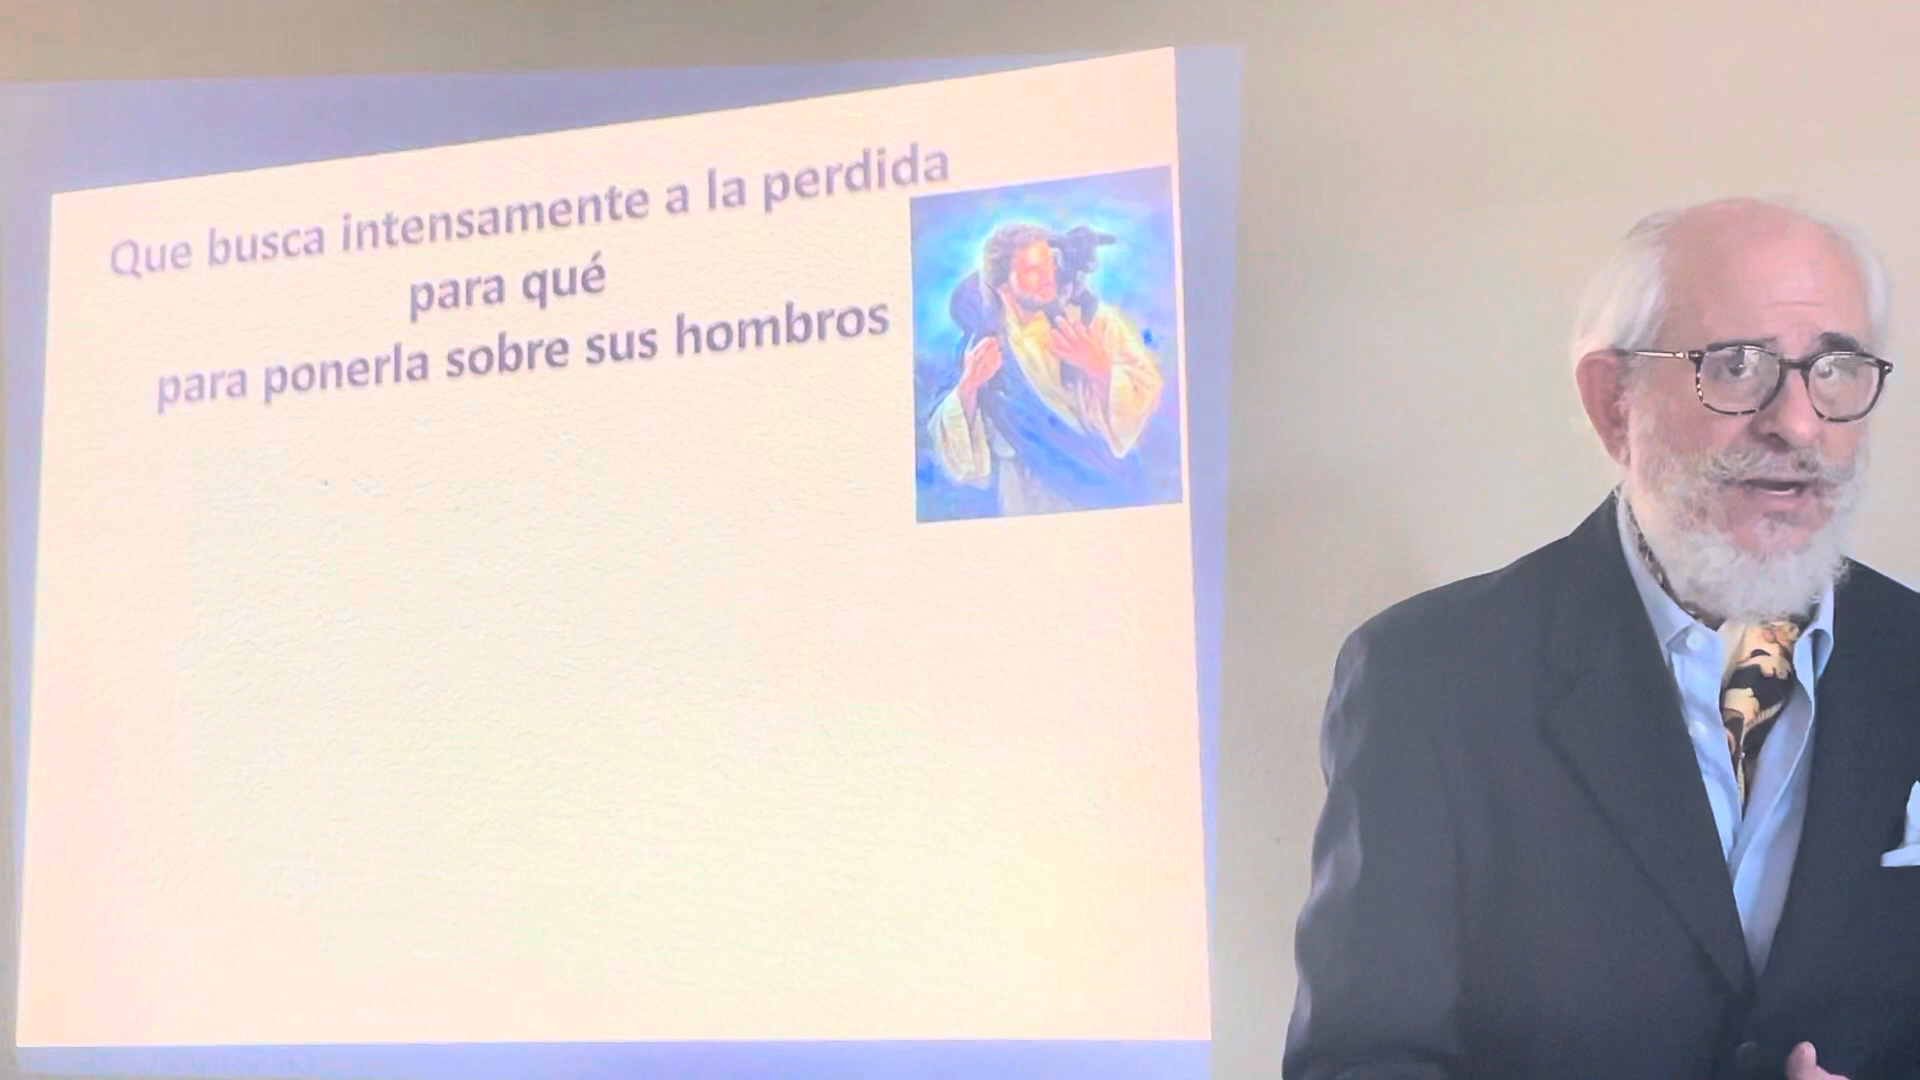 Que busca intensamente a la perdida
para qué
para ponerla sobre sus hombros